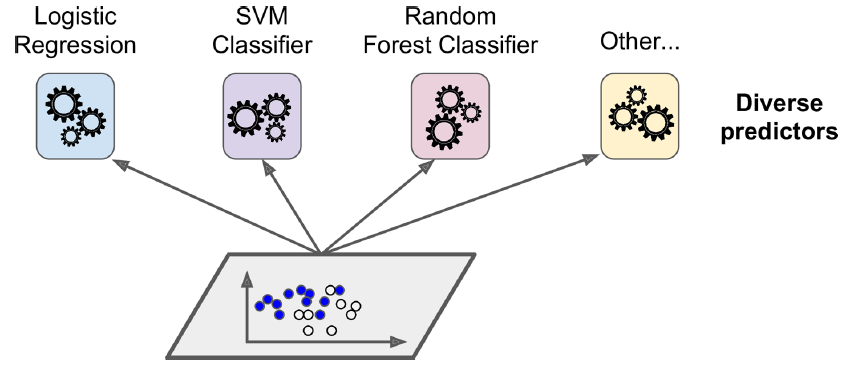 Logistic
Regression
SVM
Classifier
Random
Forest Classifier
Other...
Diverse
predictors